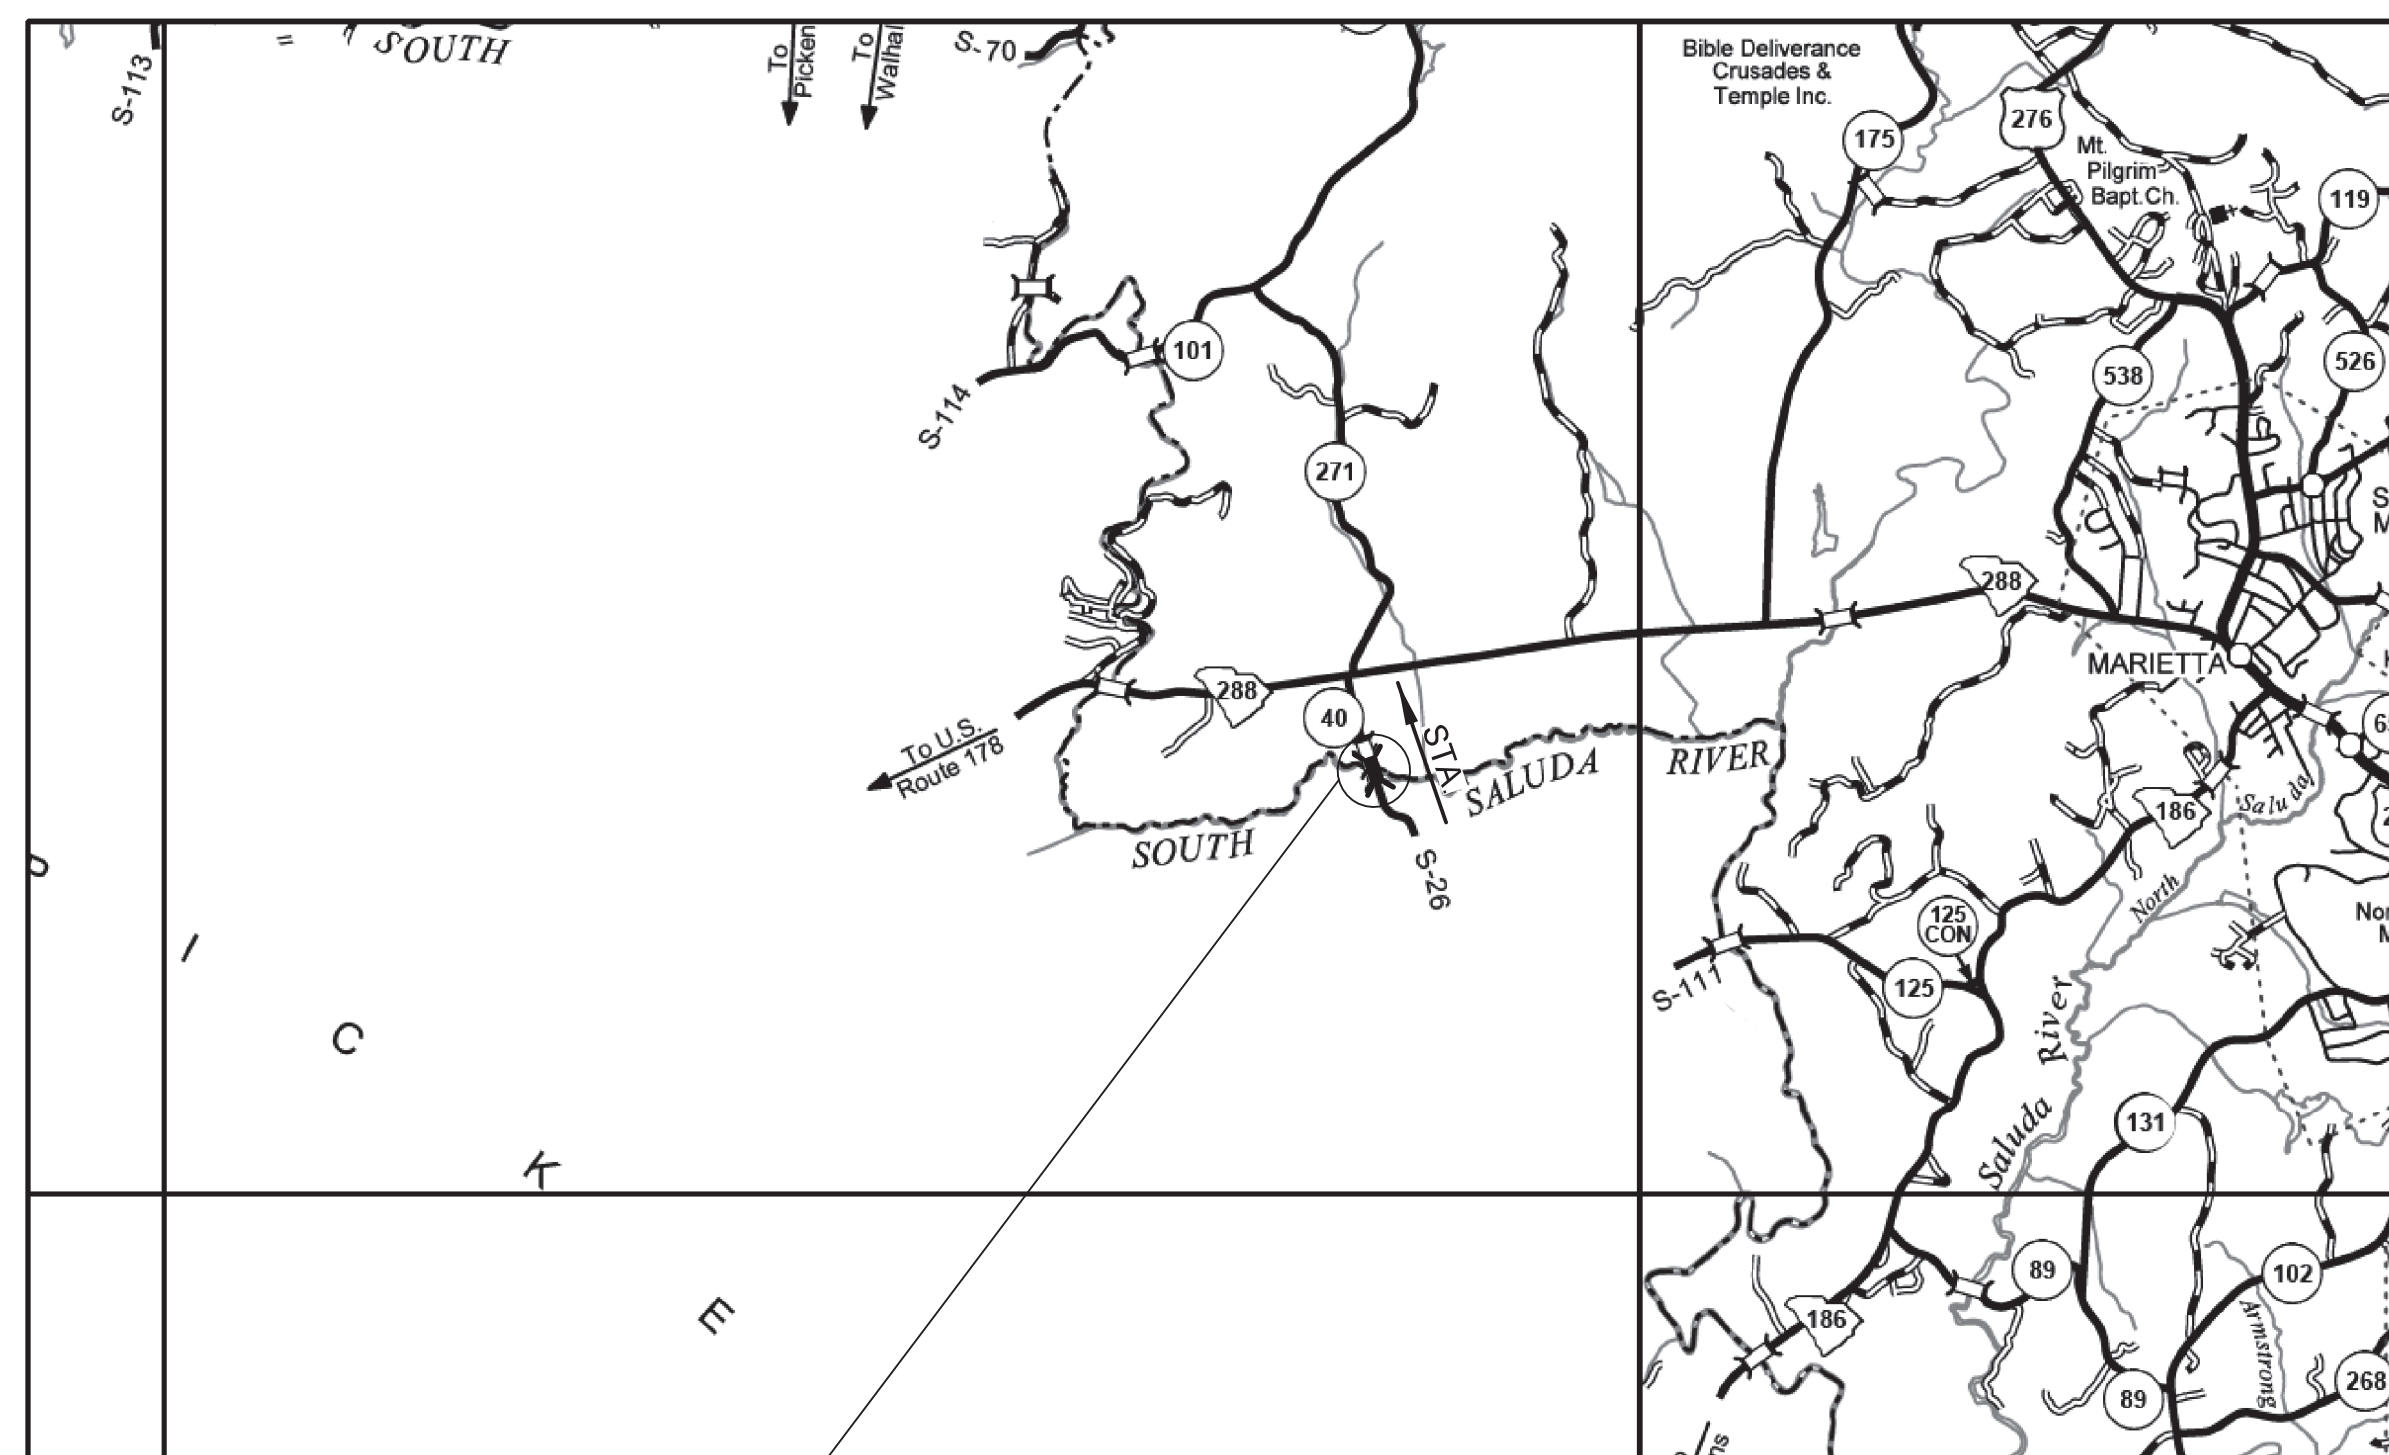 S-113
SOUTH
To
Picken
To
Walhal
S-70
Bible Deliverance
Crusades &
Temple Inc.
175
276
Mt.
Pilgrim
Bapt. Ch.
119
101
S-114
271
538
526
288
MARIETTA
288
40
To U.S.
Route 178
STA.
SOUTH
SALUDA
RIVER
S-26
186
Saluda
North
125
CON
125
S-111
River
Saluda
131
P
I
C
K
E
89
102
186
Armstrong
89
268